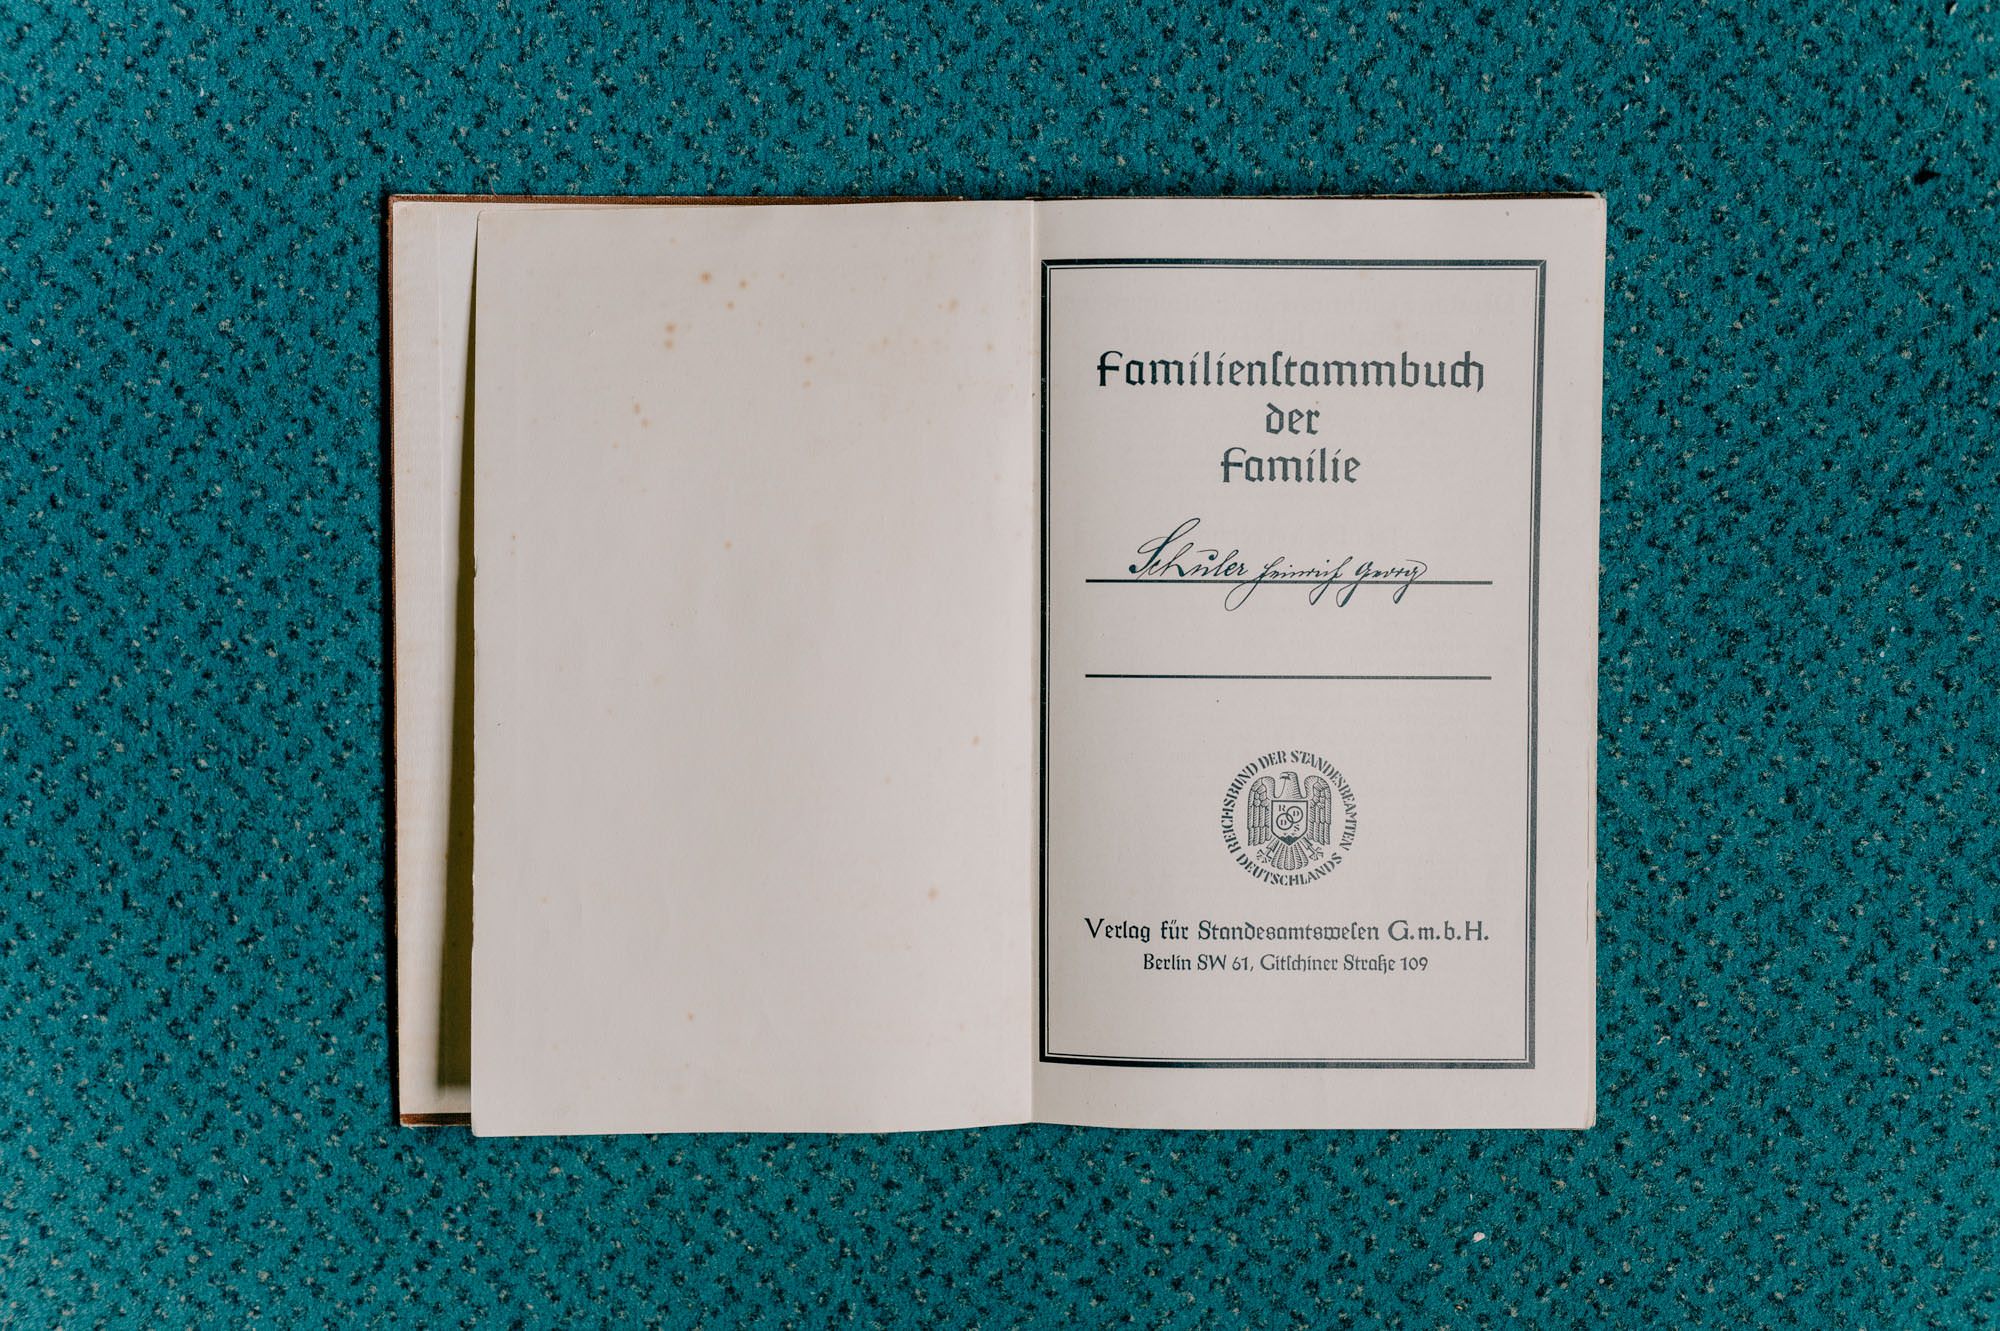 Familienſtammbuch
der
Familie
Schuler Heinrich Georg
REICHSBUND DER STANDESBEAMTEN DEUTSCHLANDS
R D
D S
Verlag für Standesamtsweſen G.m.b.H.
Berlin SW 61, Gitſchiner Straße 109